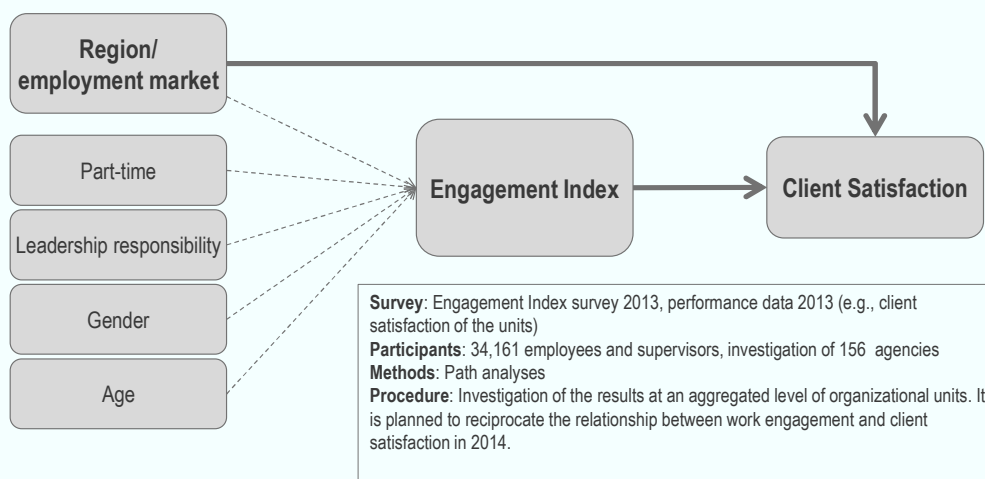 Region/
employment market
Part-time
Leadership responsibility
Gender
Age
Engagement Index
Client Satisfaction
Survey: Engagement Index survey 2013, performance data 2013 (e.g., client
satisfaction of the units)
Participants: 34,161 employees and supervisors, investigation of 156 agencies
Methods: Path analyses
Procedure: Investigation of the results at an aggregated level of organizational units. It
is planned to reciprocate the relationship between work engagement and client
satisfaction in 2014.